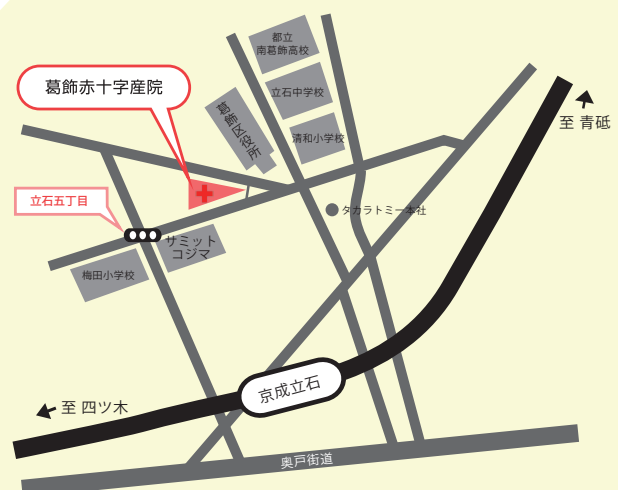 都立
南葛飾高校
葛飾赤十字産院
立石中学校
葛飾区役所
至 青砥
清和小学校
立石五丁目
タカラトミー本社
サミット
コジマ
梅田小学校
京成立石
至 四ツ木
奥戸街道